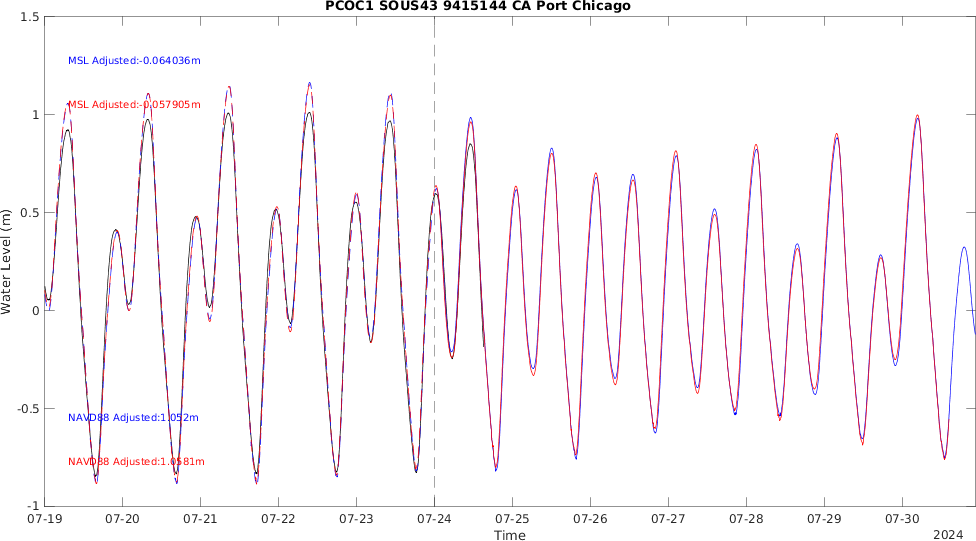 PCOC1 SOUS43 9415144 CA Port Chicago
1.5
MSL Adjusted:-0.064036m
MSL Adjusted:-0.057905m
1
0.5
Water Level (m)
0
-0.5
NAVD88 Adjusted:1.052m
NAVD88 Adjusted:1.0581m
-1
07-19 07-20 07-21 07-22 07-23 07-24 07-25 07-26 07-27 07-28 07-29 07-30
Time
2024